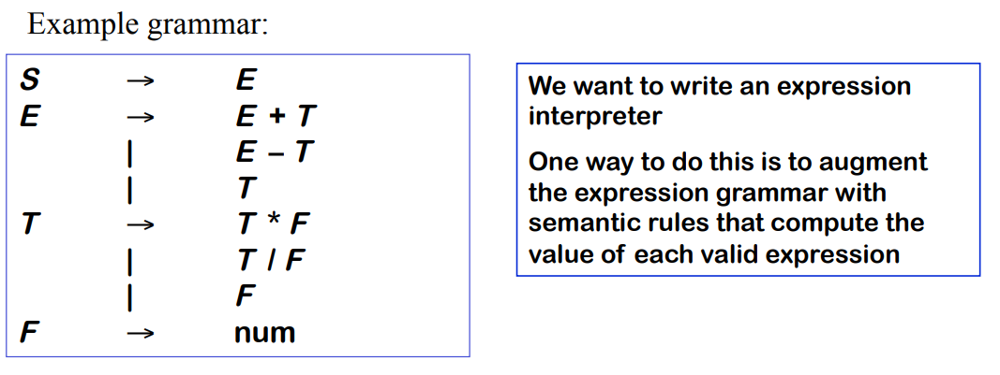 Example grammar:
S → E
E → E + T
| E – T
| T
T → T * F
| T / F
| F
F → num
We want to write an expression
interpreter
One way to do this is to augment
the expression grammar with
semantic rules that compute the
value of each valid expression